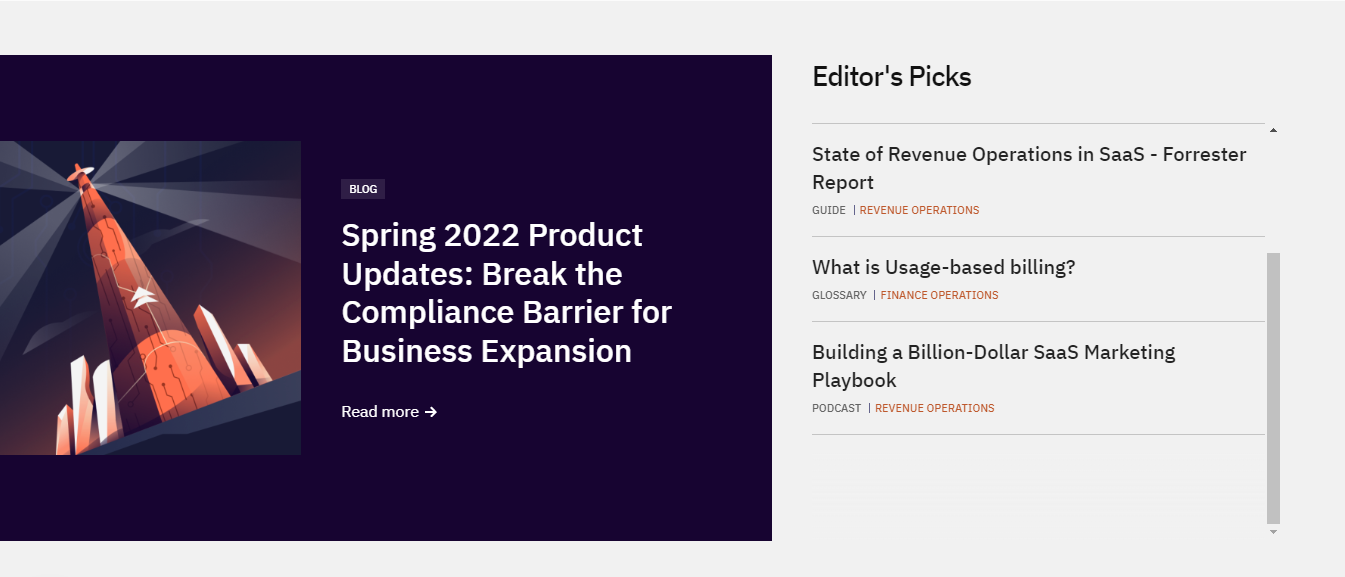 BLOG
Spring 2022 Product
Updates: Break the
Compliance Barrier for
Business Expansion
Read more →
Editor's Picks
State of Revenue Operations in SaaS - Forrester
Report
GUIDE | REVENUE OPERATIONS
What is Usage-based billing?
GLOSSARY | FINANCE OPERATIONS
Building a Billion-Dollar SaaS Marketing
Playbook
PODCAST | REVENUE OPERATIONS